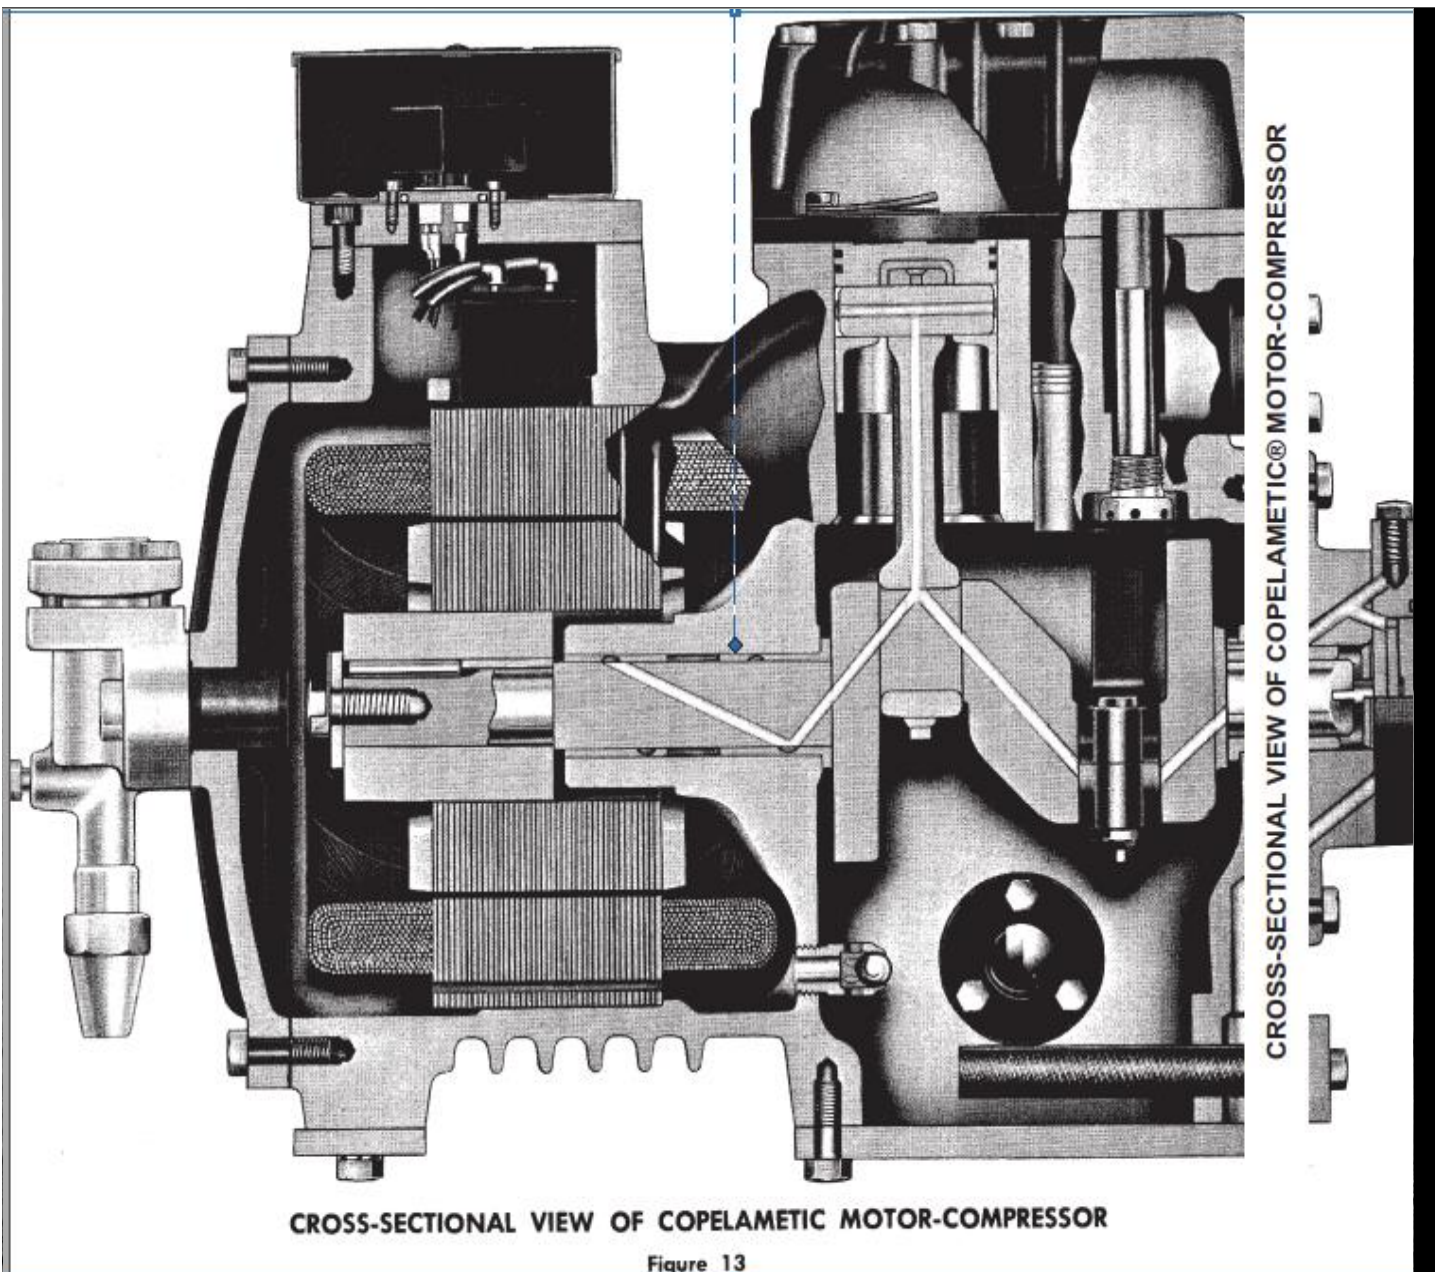 CROSS-SECTIONAL VIEW OF COPELAMETIC® MOTOR-COMPRESSOR
CROSS-SECTIONAL VIEW OF COPELAMETIC MOTOR-COMPRESSOR
Figure 13